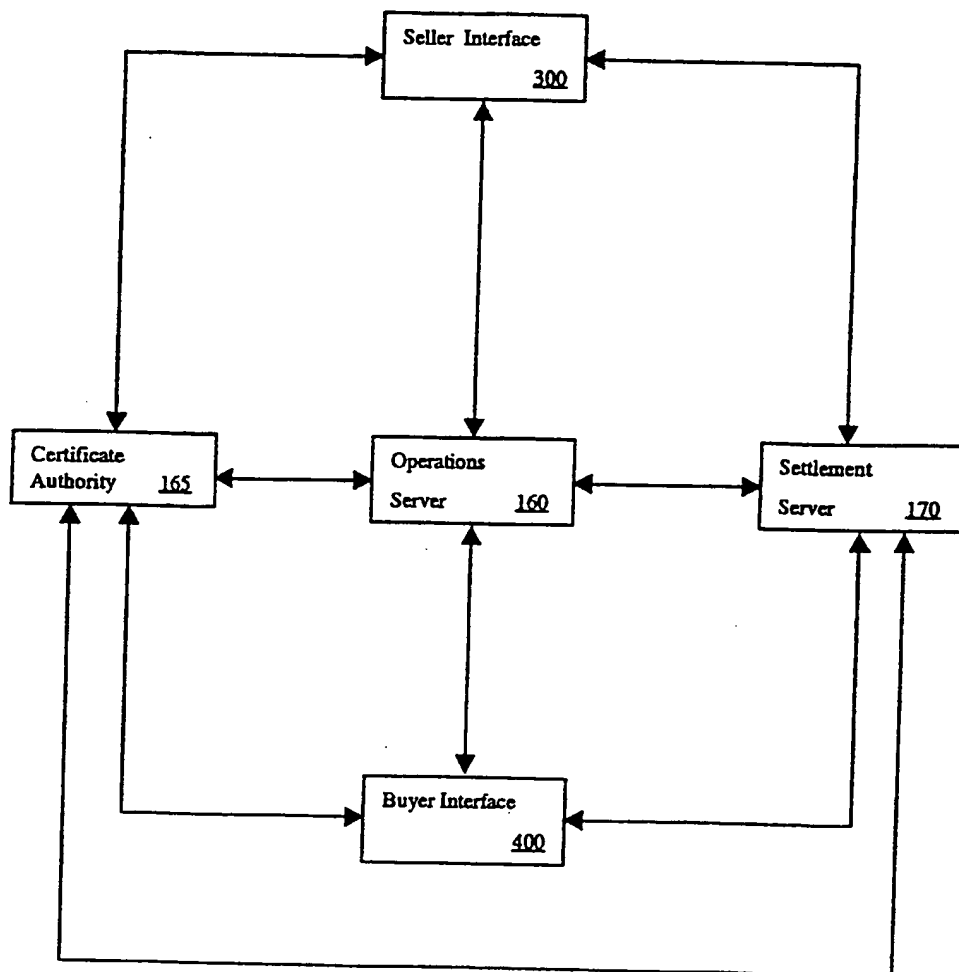 Seller Interface
300
Certificate
Authority 165
Operations
Server 160
Settlement
Server 170
Buyer Interface
400